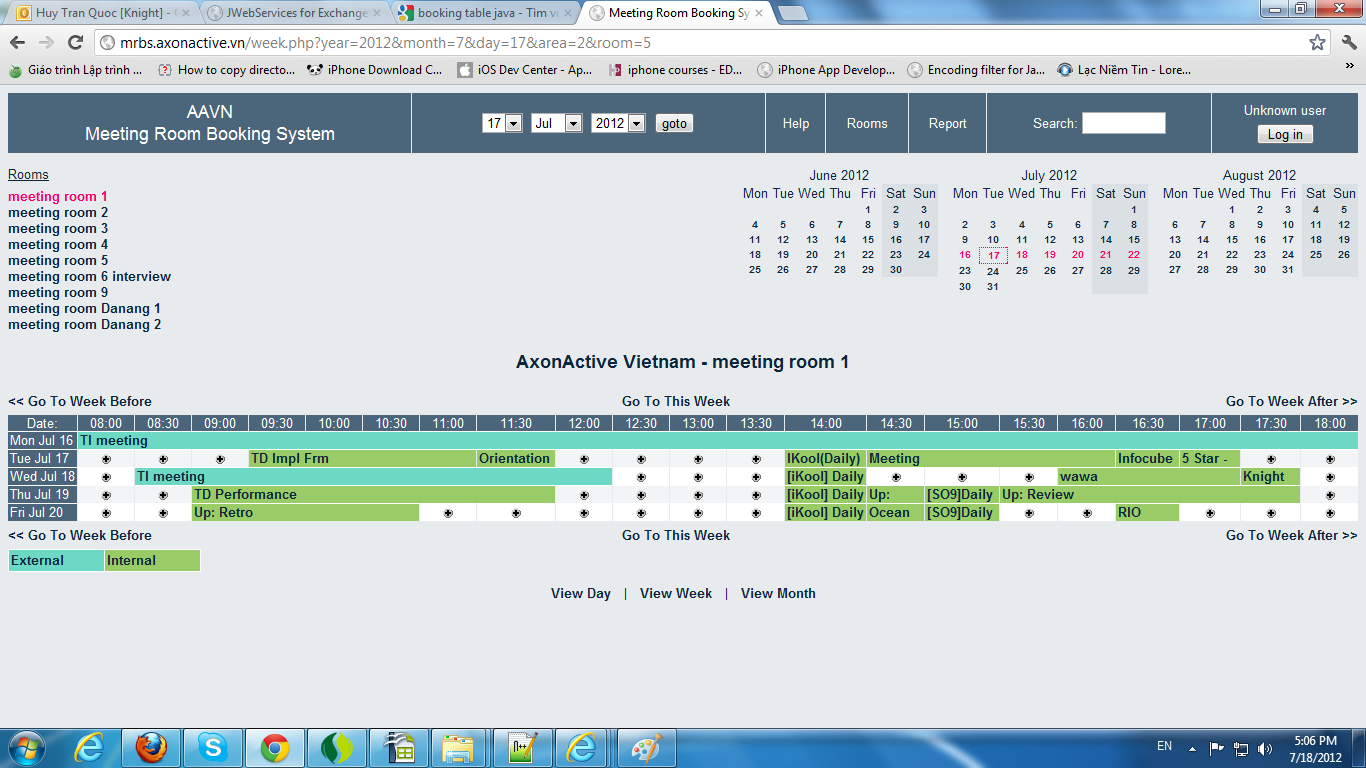 Huy Tran Quoc [Knight] - 
JWebServices for Exchange
booking table java - Tìm v
Meeting Room Booking Sy
mrbs.axonactive.vn/week.php?year=2012&month=7&day=17&area=2&room=5
Giáo trình Lập trình ... How to copy directo... iPhone Download C... iOS Dev Center - Ap... iphone courses - ED... iPhone App Develop... Encoding filter for Ja... Lạc Niềm Tin - Lore... »
AAVN
Meeting Room Booking System
17 Jul 2012 goto
Help Rooms Report Search:
Unknown user
Log in
Rooms
meeting room 1
meeting room 2
meeting room 3
meeting room 4
meeting room 5
meeting room 6 interview
meeting room 9
meeting room Danang 1
meeting room Danang 2
June 2012
Mon Tue Wed Thu Fri Sat Sun
1 2 3
4 5 6 7 8 9 10
11 12 13 14 15 16 17
18 19 20 21 22 23 24
25 26 27 28 29 30
July 2012
Mon Tue Wed Thu Fri Sat Sun
1
2 3 4 5 6 7 8
9 10 11 12 13 14 15
16 17 18 19 20 21 22
23 24 25 26 27 28 29
30 31
August 2012
Mon Tue Wed Thu Fri Sat Sun
1 2 3 4 5
6 7 8 9 10 11 12
13 14 15 16 17 18 19
20 21 22 23 24 25 26
27 28 29 30 31
AxonActive Vietnam - meeting room 1
<< Go To Week Before Go To This Week Go To Week After >>
Date: 08:00 08:30 09:00 09:30 10:00 10:30 11:00 11:30 12:00 12:30 13:00 13:30 14:00 14:30 15:00 15:30 16:00 16:30 17:00 17:30 18:00
Mon Jul 16 TI meeting
Tue Jul 17 TD Impl Frm Orientation IKool(Daily) Meeting Infocube 5 Star -
Wed Jul 18 TI meeting [iKool] Daily wawa Knight
Thu Jul 19 TD Performance [iKool] Daily Up: [SO9]Daily Up: Review
Fri Jul 20 Up: Retro [iKool] Daily Ocean [SO9]Daily RIO
<< Go To Week Before Go To This Week Go To Week After >>
External Internal
View Day | View Week | View Month
EN
5:06 PM
7/18/2012